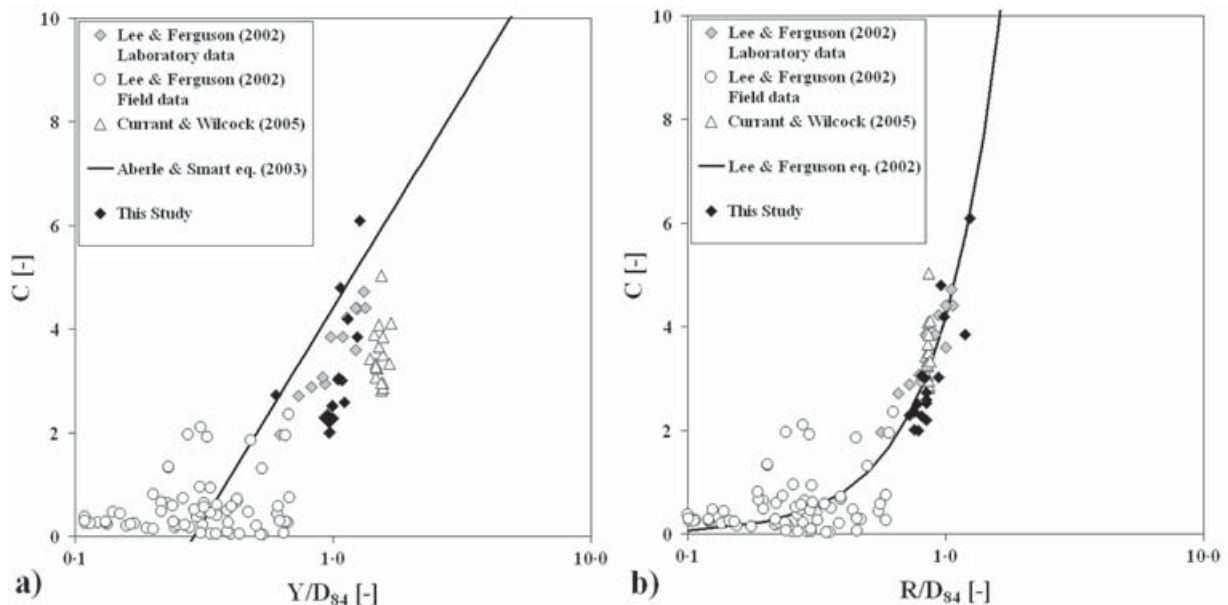 10
8
6
4
2
0
C [-]
Lee & Ferguson (2002)
Laboratory data
Lee & Ferguson (2002)
Field data
Currant & Wilcock (2005)
Aberle & Smart eq. (2003)
This Study
0·1
1·0
10·0
a)
Y/D84 [-]
10
8
6
4
2
0
C [-]
Lee & Ferguson (2002)
Laboratory data
Lee & Ferguson (2002)
Field data
Currant & Wilcock (2005)
Lee & Ferguson eq. (2002)
This Study
0·1
1·0
10·0
b)
R/D84 [-]